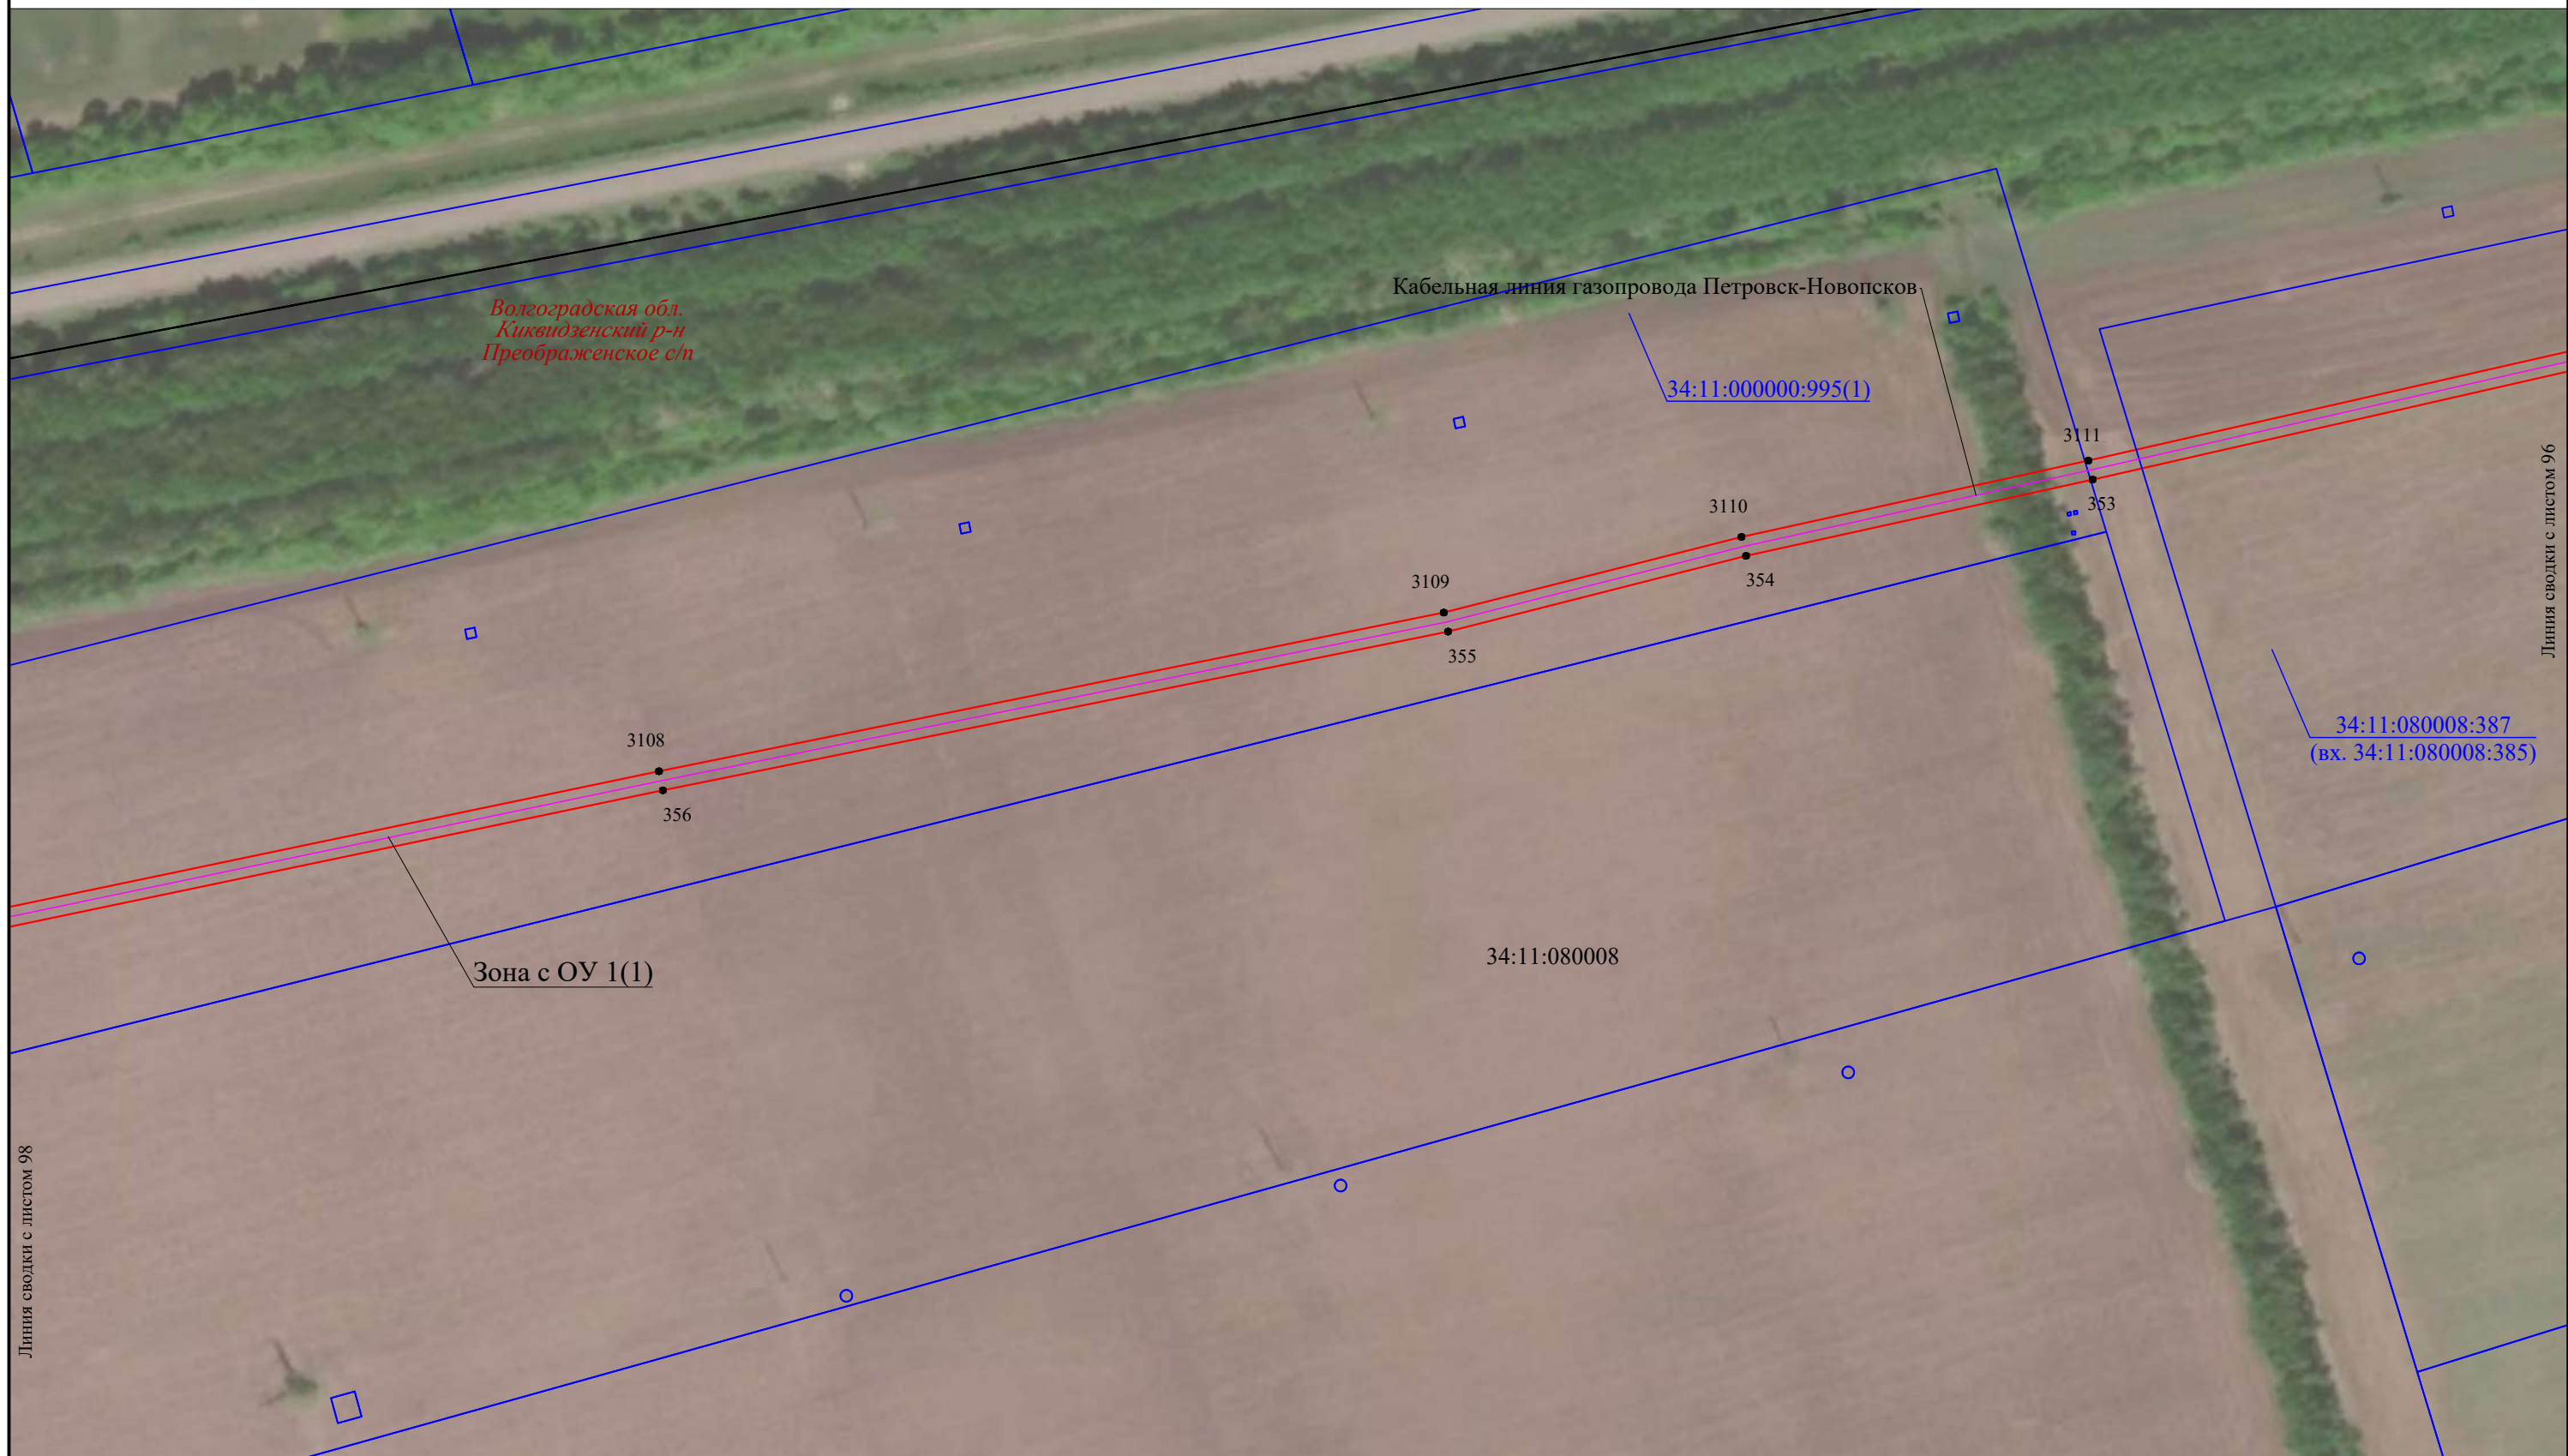 Кабельная линия газопровода Петровск-Новопсков
Волгоградская обл.
Киквидзенский р-н
Преображенское с/п
34:11:000000:995(1)
3111
353
3110
354
3109
355
3108
356
Линия сводки с листом 96
34:11:080008:387
(вх. 34:11:080008:385)
34:11:080008
Зона с ОУ 1(1)
Линия сводки с листом 98